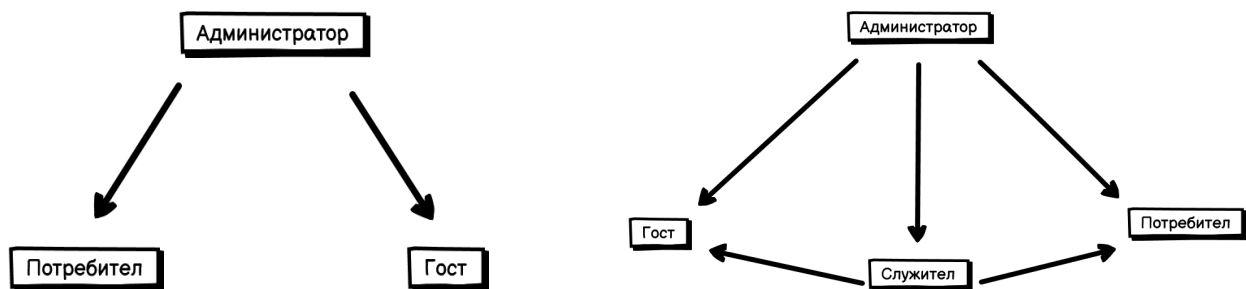 Администратор
Потребител
Гост
Администратор
Гост
Потребител
Служител